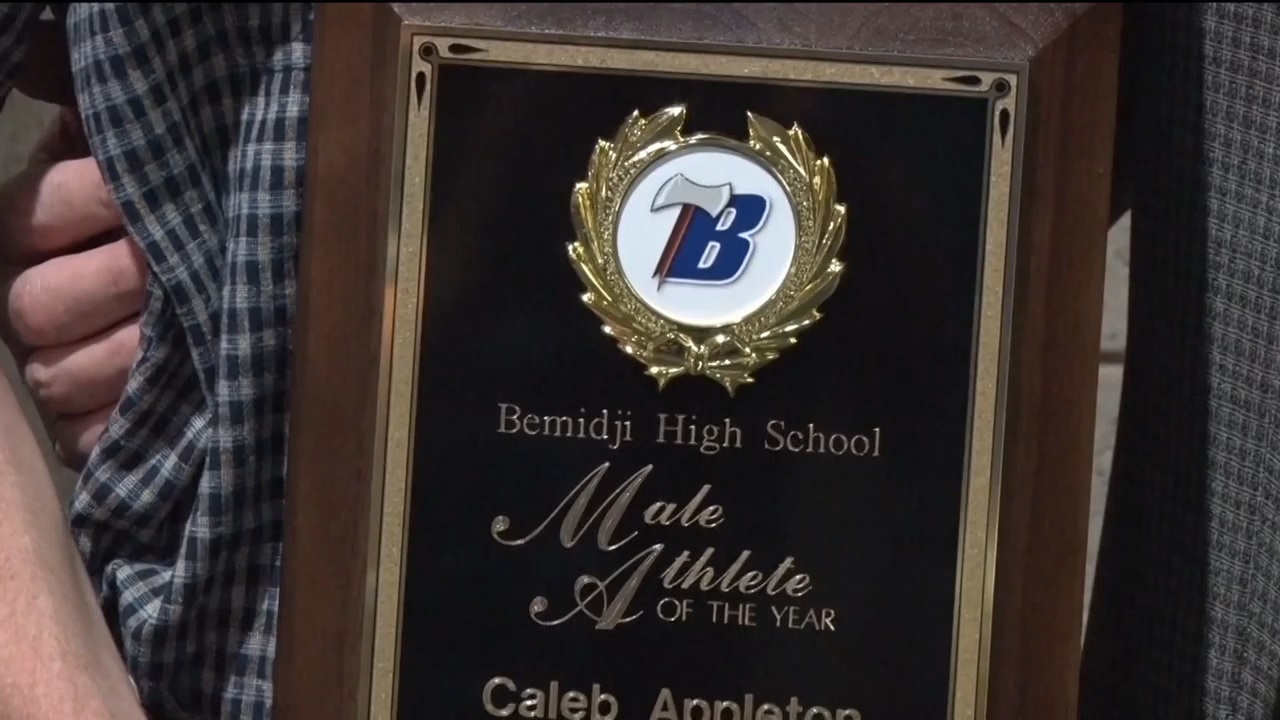 B
Bemidji High School
Male
Athlete
OF THE YEAR
Caleb Appleton